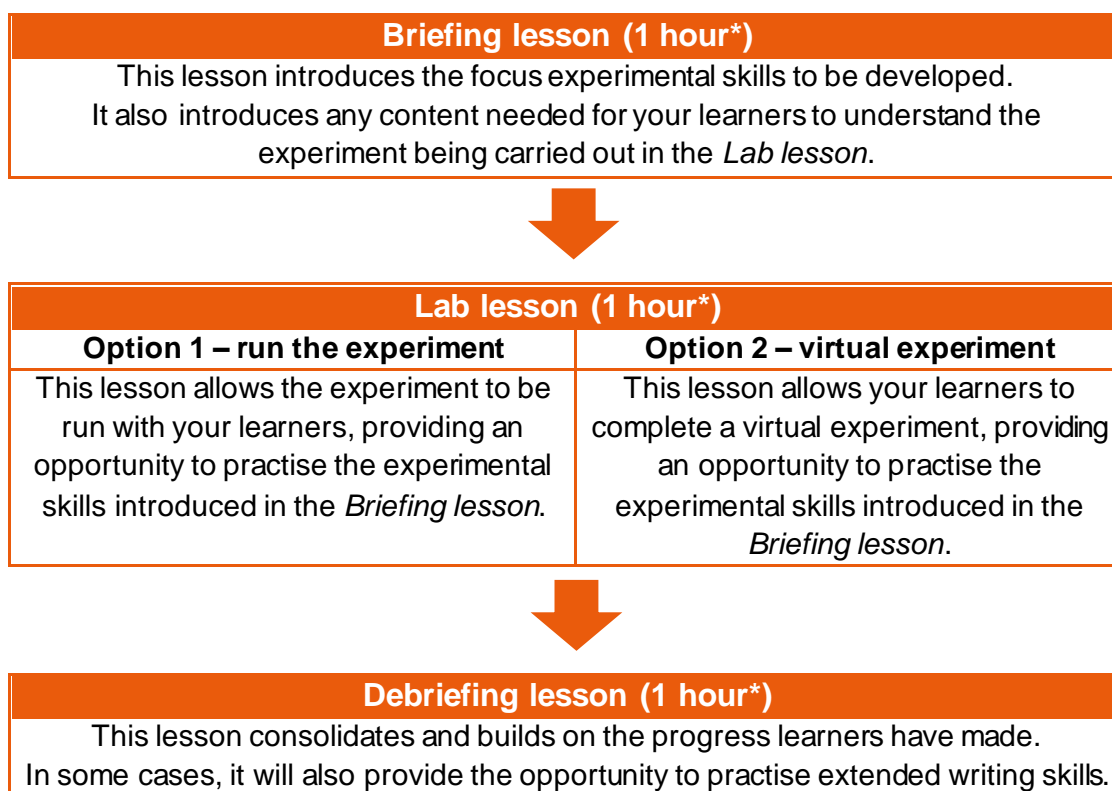 Briefing lesson (1 hour*)
This lesson introduces the focus experimental skills to be developed.
It also introduces any content needed for your learners to understand the
experiment being carried out in the Lab lesson.
Lab lesson (1 hour*)
Option 1 – run the experiment
This lesson allows the experiment to be
run with your learners, providing an
opportunity to practise the experimental
skills introduced in the Briefing lesson.
Option 2 – virtual experiment
This lesson allows your learners to
complete a virtual experiment, providing
an opportunity to practise the
experimental skills introduced in the
Briefing lesson.
Debriefing lesson (1 hour*)
This lesson consolidates and builds on the progress learners have made.
In some cases, it will also provide the opportunity to practise extended writing skills.